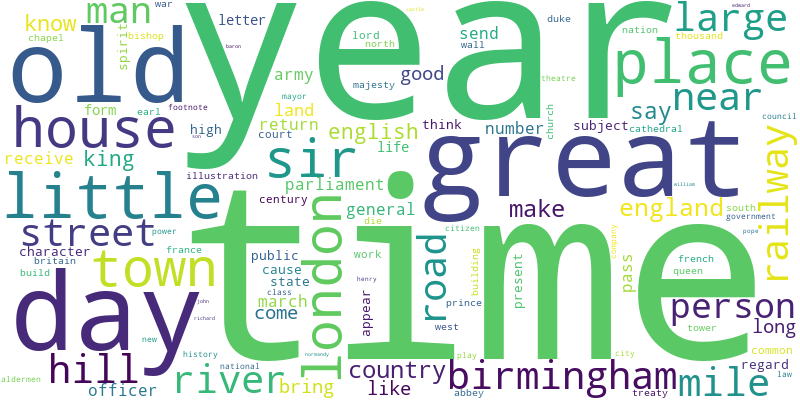 year
time
old
day
great
house
little
place
sir
town
london
street
hill
river
road
birmingham
railway
large
near
man
know
spirit
chapel
bishop
war
letter
baron
castle
lord
north
army
majesty
good
send
wall
duke
nation
thousand
edward
theatre
say
form
earl
footnote
mayor
land
return
high
son
court
english
think
number
subject
church
cathedral
council
receive
king
life
illustration
parliament
century
general
make
england
william
south
government
pope
character
britain
build
power
france
public
cause
state
class
march
come
die
work
citizen
henry
appear
building
present
prince
west
company
pass
french
queen
tower
person
long
john
richard
new
history
national
normandy
aldermen
officer
bring
country
like
play
abbey
city
treaty
mile
regard
common
law